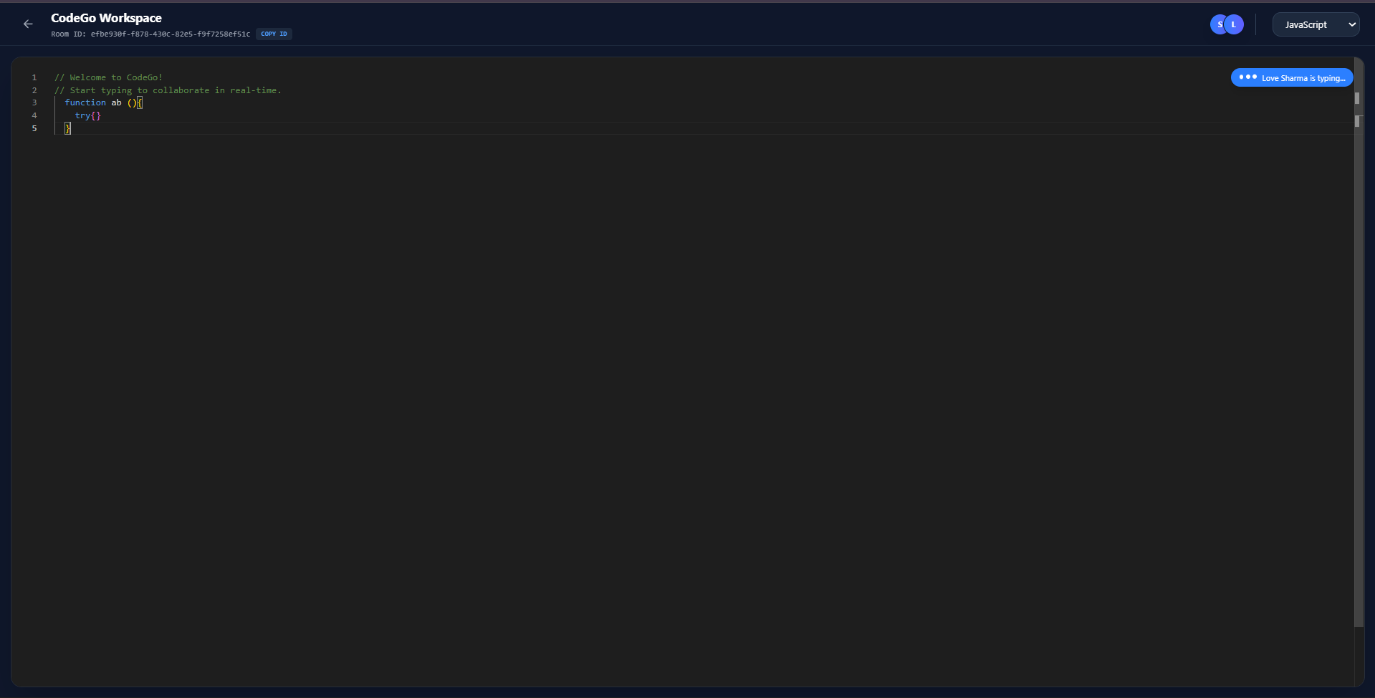 CodeGo Workspace
Room ID: efbe930f-f878-430c-82e5-f9f7258ef51c COPY ID
S L
JavaScript
Love Sharma is typing...
1 // Welcome to CodeGo!
2 // Start typing to collaborate in real-time.
3 function ab (){
4 try{}
5 }